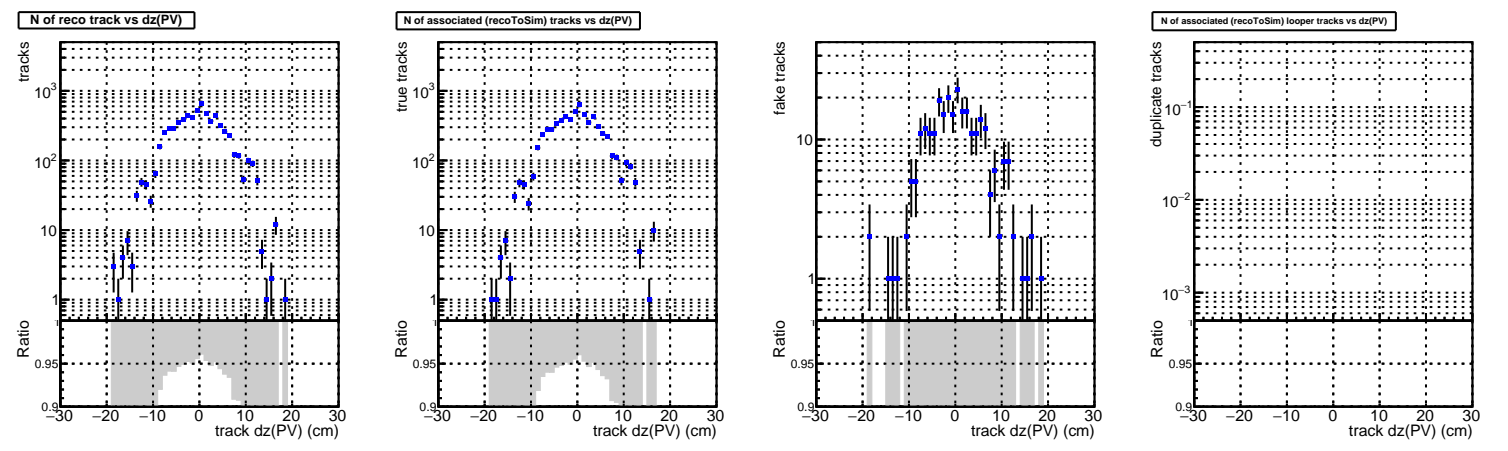 N of reco track vs dz(PV)
tracks
10³
10²
10
1
Ratio
1
0.95
0.9
−30 −20 −10 0 10 20 30
track dz(PV) (cm)
N of associated (recoToSim) tracks vs dz(PV)
true tracks
10³
10²
10
1
Ratio
1
0.95
0.9
−30 −20 −10 0 10 20 30
track dz(PV) (cm)
fake tracks
10
1
Ratio
1
0.95
0.9
−30 −20 −10 0 10 20 30
track dz(PV) (cm)
N of associated (recoToSim) looper tracks vs dz(PV)
duplicate tracks
10⁻¹
10⁻²
10⁻³
Ratio
1
0.95
0.9
−30 −20 −10 0 10 20 30
track dz(PV) (cm)